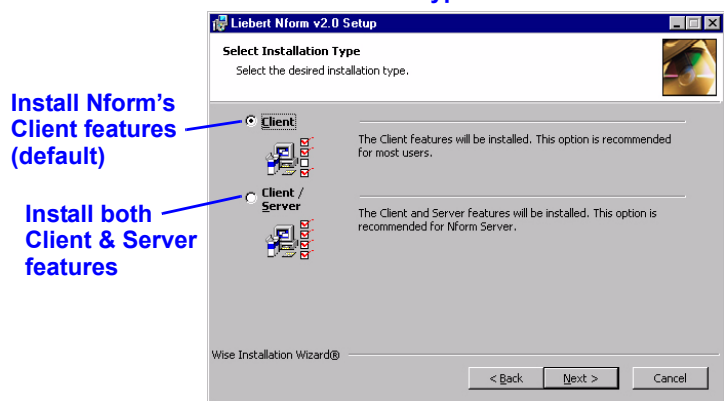 Liebert Nform v2.0 Setup
Select Installation Type
Select the desired installation type.
Install Nform's
Client features
(default)
Client
The Client features will be installed. This option is recommended
for most users.
Install both
Client & Server
features
Client /
Server
The Client and Server features will be installed. This option is
recommended for Nform Server.
Wise Installation Wizard®
< Back
Next >
Cancel